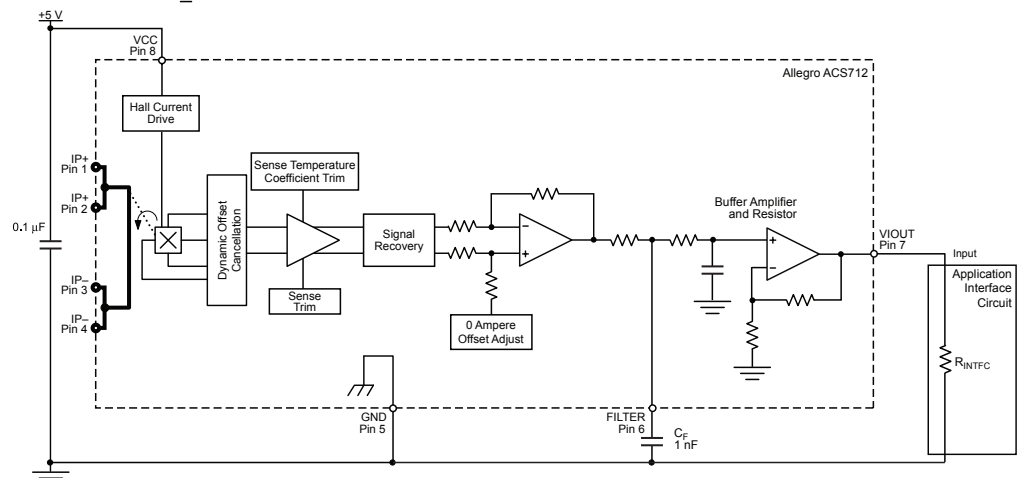 +5 V
VCC
Pin 8
Allegro ACS712
Hall Current
Drive
IP+
Pin 1
IP+
Pin 2
0.1 μF
IP–
Pin 3
IP–
Pin 4
Dynamic Offset
Cancellation
Sense Temperature
Coefficient Trim
Sense
Trim
Signal
Recovery
0 Ampere
Offset Adjust
Buffer Amplifier
and Resistor
VIOUT
Pin 7
Input
Application
Interface
Circuit
RINTFC
GND
Pin 5
FILTER
Pin 6
CF
1 nF